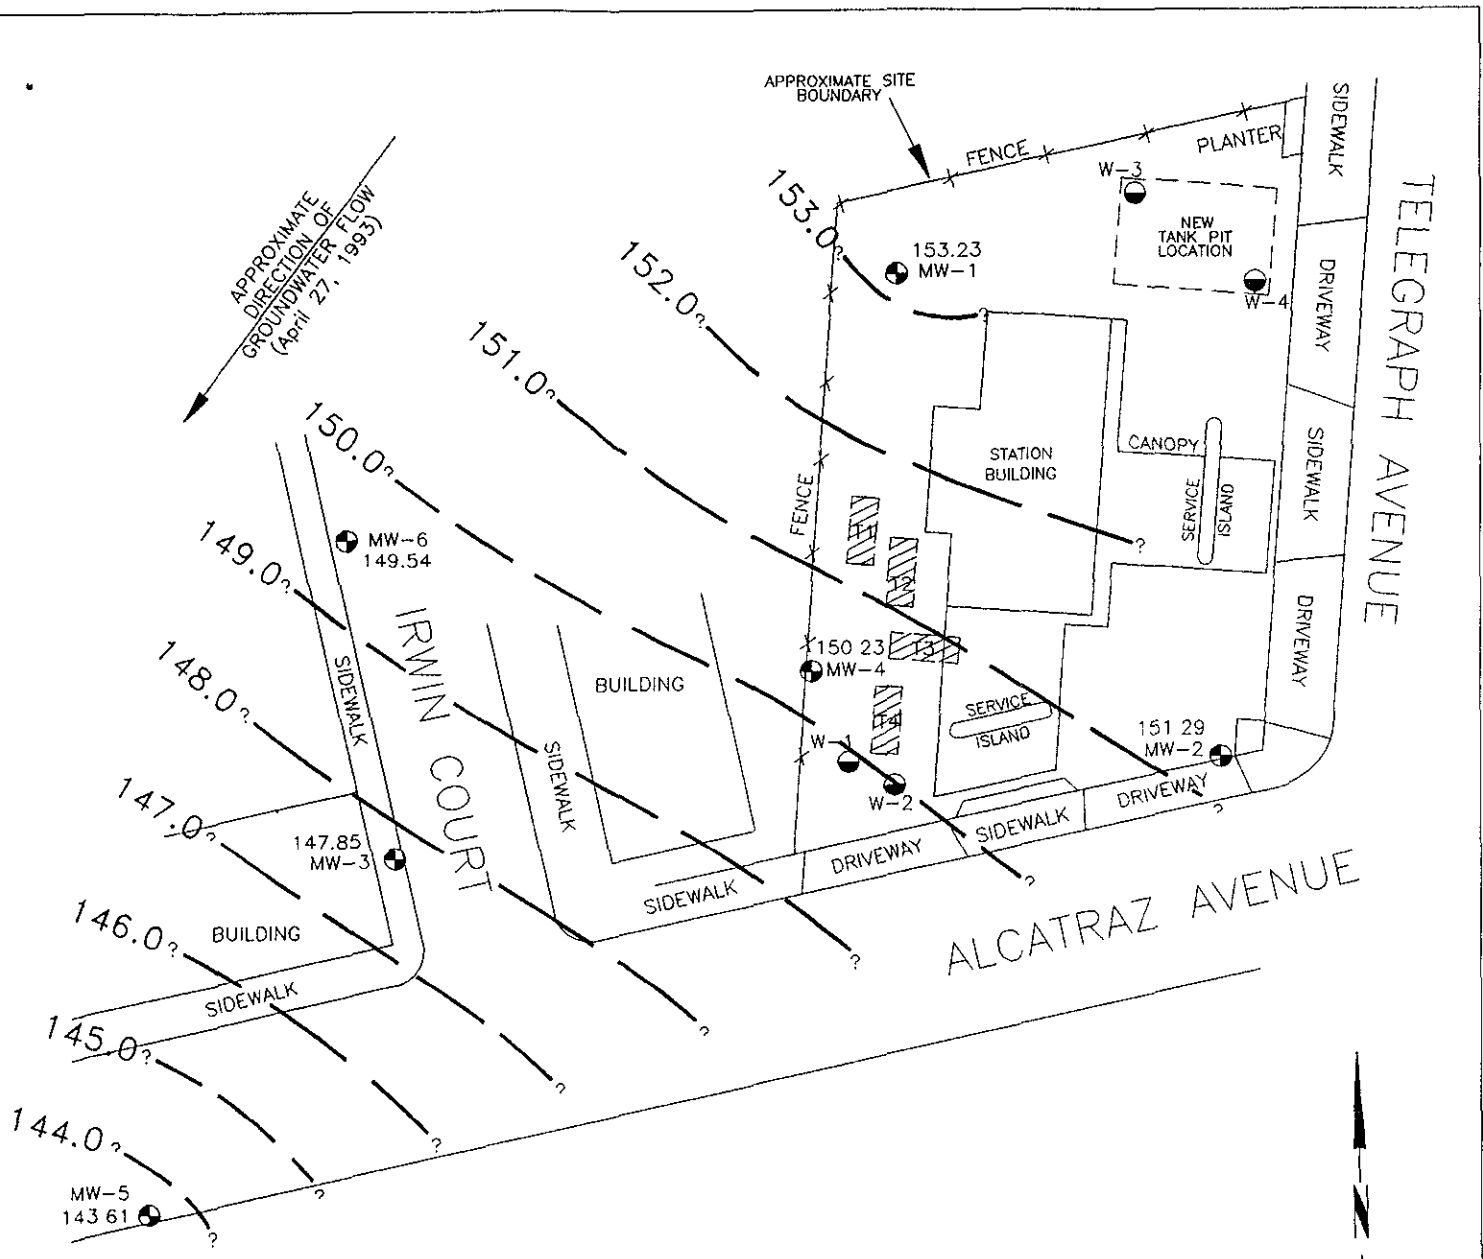 APPROXIMATE SITE
BOUNDARY
FENCE
PLANTER
SIDEWALK
TELEGRAPH AVENUE
W-3
NEW
TANK PIT
LOCATION
W-4
DRIVEWAY
APPROXIMATE
DIRECTION OF
GROUNDWATER FLOW
(April 27, 1993)
153.0?
153.23
MW-1
?
152.0?
151.0?
150.0?
STATION
BUILDING
CANOPY
SERVICE
ISLAND
SIDEWALK
FENCE
T1
T2
?
MW-6
149.54
149.0?
IRWIN COURT
SIDEWALK
BUILDING
150 23
MW-4
T3
T4
SERVICE
ISLAND
DRIVEWAY
151 29
MW-2
148.0?
SIDEWALK
W-1
W-2
DRIVEWAY
?
SIDEWALK
DRIVEWAY
?
SIDEWALK
147.0?
147.85
MW-3
ALCATRAZ AVENUE
146.0?
BUILDING
SIDEWALK
?
?
145.0?
?
144.0?
?
?
MW-5
143 61
?
N